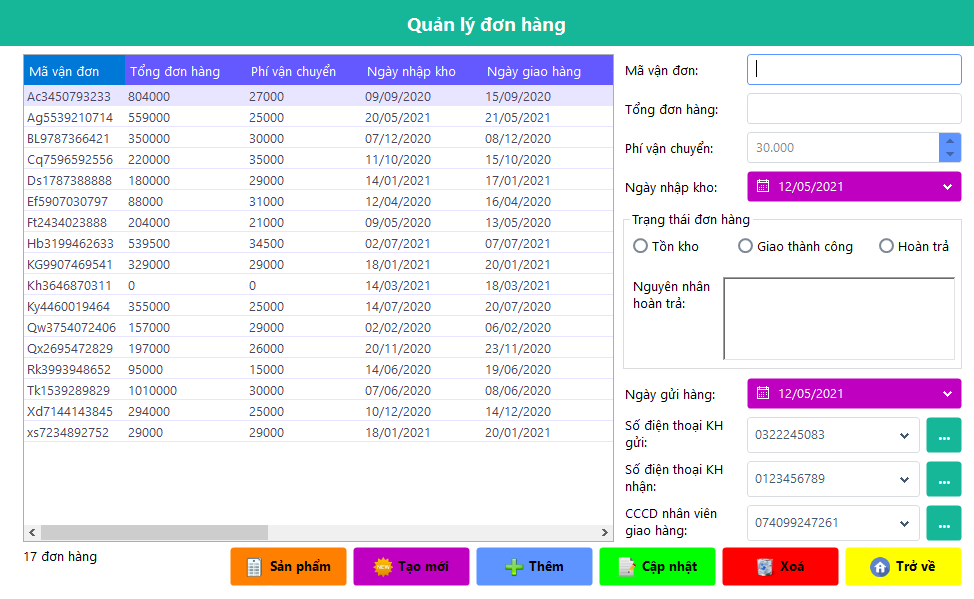 Quản lý đơn hàng
Mã vận đơn Tổng đơn hàng Phí vận chuyển Ngày nhập kho Ngày giao hàng
Ac3450793233 804000 27000 09/09/2020 15/09/2020
Ag5539210714 559000 25000 20/05/2021 21/05/2021
BL9787366421 350000 30000 07/12/2020 08/12/2020
Cq7596592556 220000 35000 11/10/2020 15/10/2020
Ds1787388888 180000 29000 14/01/2021 17/01/2021
Ef5907030797 88000 31000 12/04/2020 16/04/2020
Ft2434023888 204000 21000 09/05/2020 13/05/2020
Hb3199462633 539500 34500 02/07/2021 07/07/2021
KG9907469541 329000 29000 18/01/2021 20/01/2021
Kh3646870311 0 0 14/03/2021 18/03/2021
Ky4460019464 355000 25000 14/07/2020 20/07/2020
Qw3754072406 157000 29000 02/02/2020 06/02/2020
Qx2695472829 197000 26000 20/11/2020 23/11/2020
Rk3993948652 95000 15000 14/06/2020 19/06/2020
Tk1539289829 1010000 30000 07/06/2020 08/06/2020
Xd7144143845 294000 25000 10/12/2020 14/12/2020
xs7234892752 29000 29000 18/01/2021 20/01/2021
17 đơn hàng
Mã vận đơn:
Tổng đơn hàng:
Phí vận chuyển: 30.000
Ngày nhập kho: 12/05/2021
Trạng thái đơn hàng
Tồn kho Giao thành công Hoàn trả
Nguyên nhân
hoàn trả:
Ngày gửi hàng: 12/05/2021
Số điện thoại KH
gửi: 0322245083 ...
Số điện thoại KH
nhận: 0123456789 ...
CCCD nhân viên
giao hàng: 074099247261 ...
Sản phẩm NEW Tạo mới Thêm Cập nhật Xoá Trở về